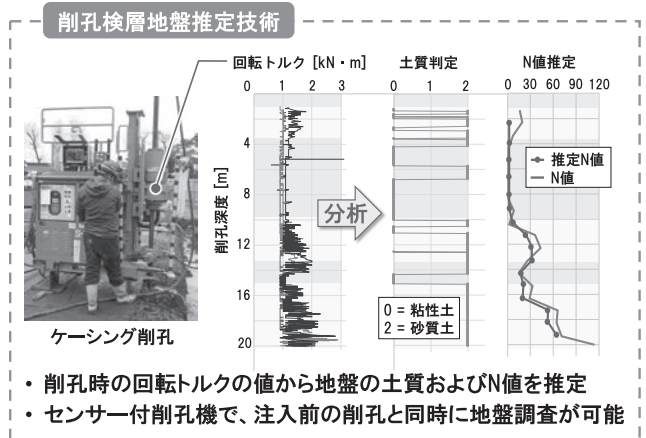 削孔検層地盤推定技術
回転トルク [kN・m]
土質判定
N値推定
0 1 2 3
0 1 2
0 30 60 90 120
削孔深度 [m]
4
8
12
16
20
分析
推定N値
N値
0 = 粘性土
2 = 砂質土
ケーシング削孔
・ 削孔時の回転トルクの値から地盤の土質およびN値を推定
・ センサー付削孔機で、注入前の削孔と同時に地盤調査が可能